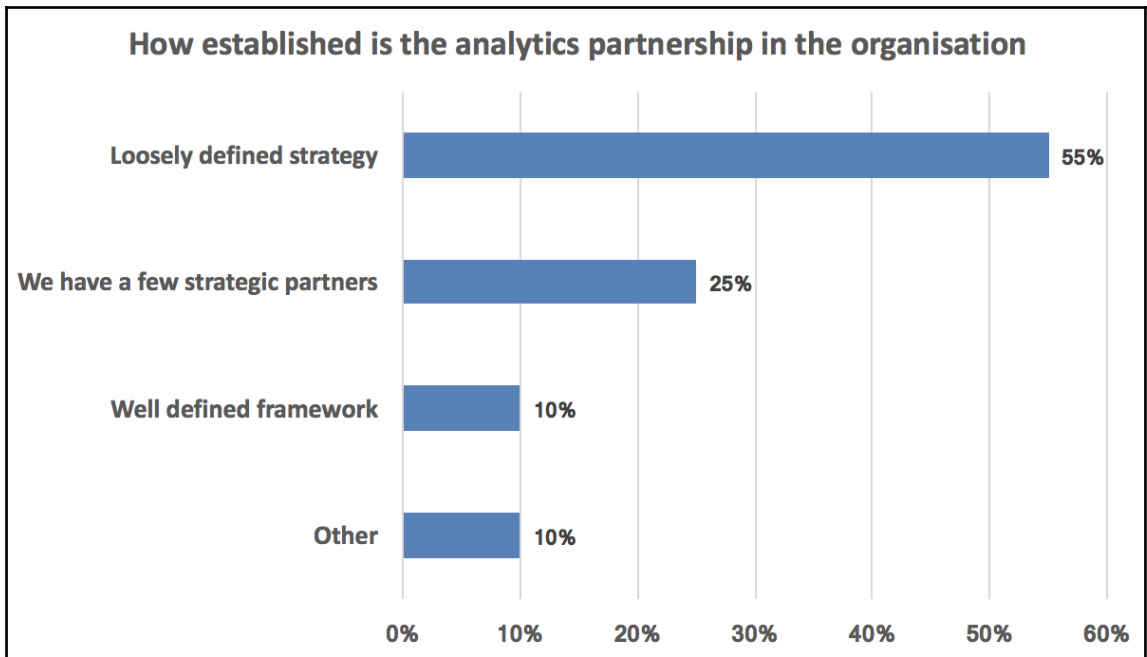 How established is the analytics partnership in the organisation
Loosely defined strategy
55%
We have a few strategic partners
25%
Well defined framework
10%
Other
10%
0% 10% 20% 30% 40% 50% 60%